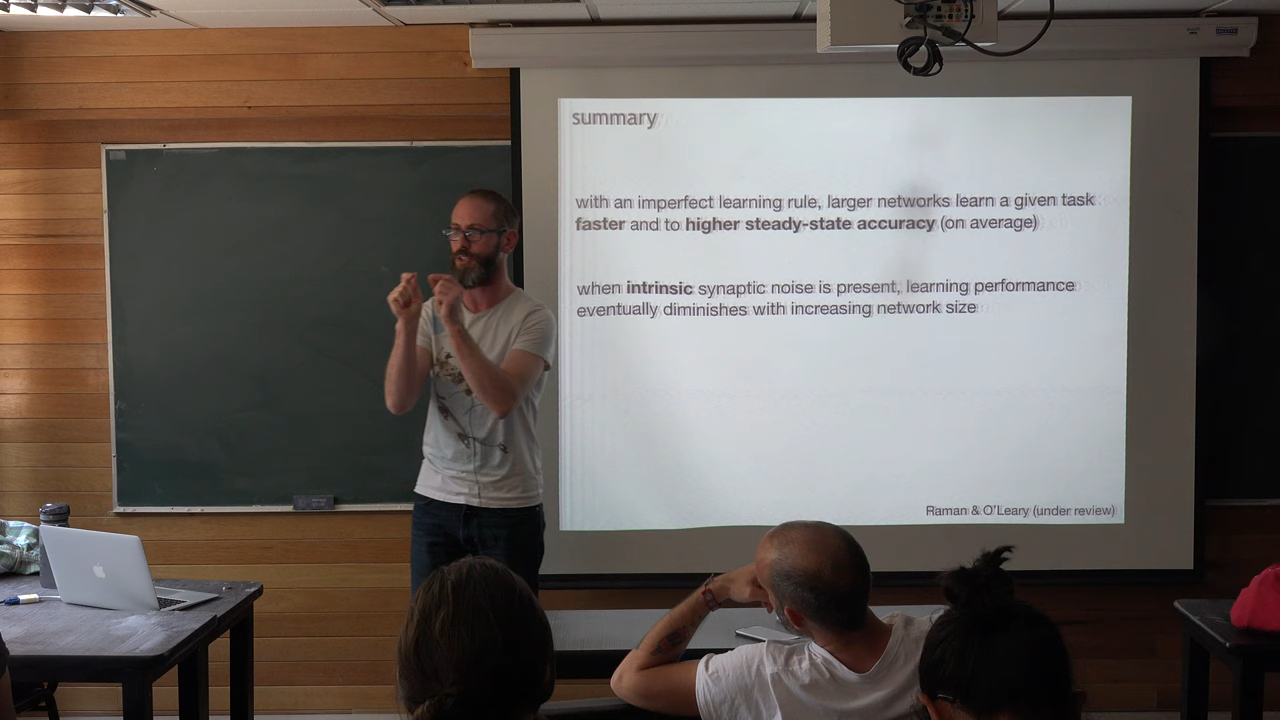 summary
with an imperfect learning rule, larger networks learn a given task
faster and to higher steady-state accuracy (on average)
when intrinsic synaptic noise is present, learning performance
eventually diminishes with increasing network size
Raman & O'Leary (under review)